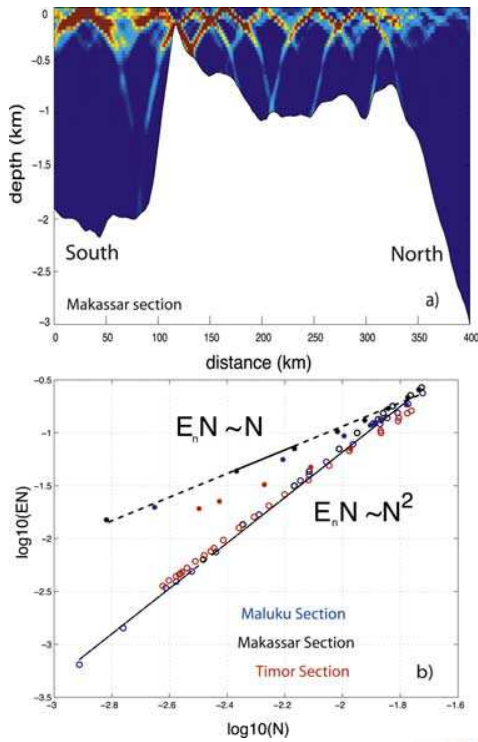 0
-0.5
-1
-1.5
-2
-2.5
-3
depth (km)
South
North
Makassar section
a)
0 50 100 150 200 250 300 350 400
distance (km)
-0.5
-1
-1.5
-2
-2.5
-3
-3.5
log10(EN)
EnN ~N
EnN ~N²
Maluku Section
Makassar Section
Timor Section
b)
-3 -2.8 -2.6 -2.4 -2.2 -2 -1.8 -1.6
log10(N)